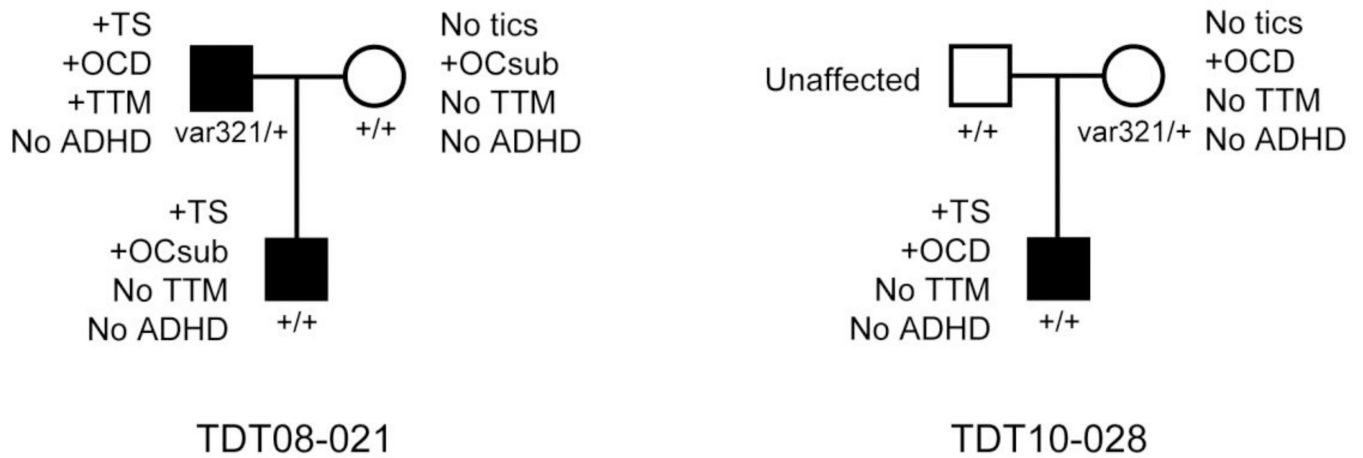 +TS
+OCD
+TTM
No ADHD
var321/+
+/+
No tics
+OCsub
No TTM
No ADHD
+TS
+OCsub
No TTM
No ADHD
+/+
TDT08-021
Unaffected
+/+
var321/+
No tics
+OCD
No TTM
No ADHD
+TS
+OCD
No TTM
No ADHD
+/+
TDT10-028